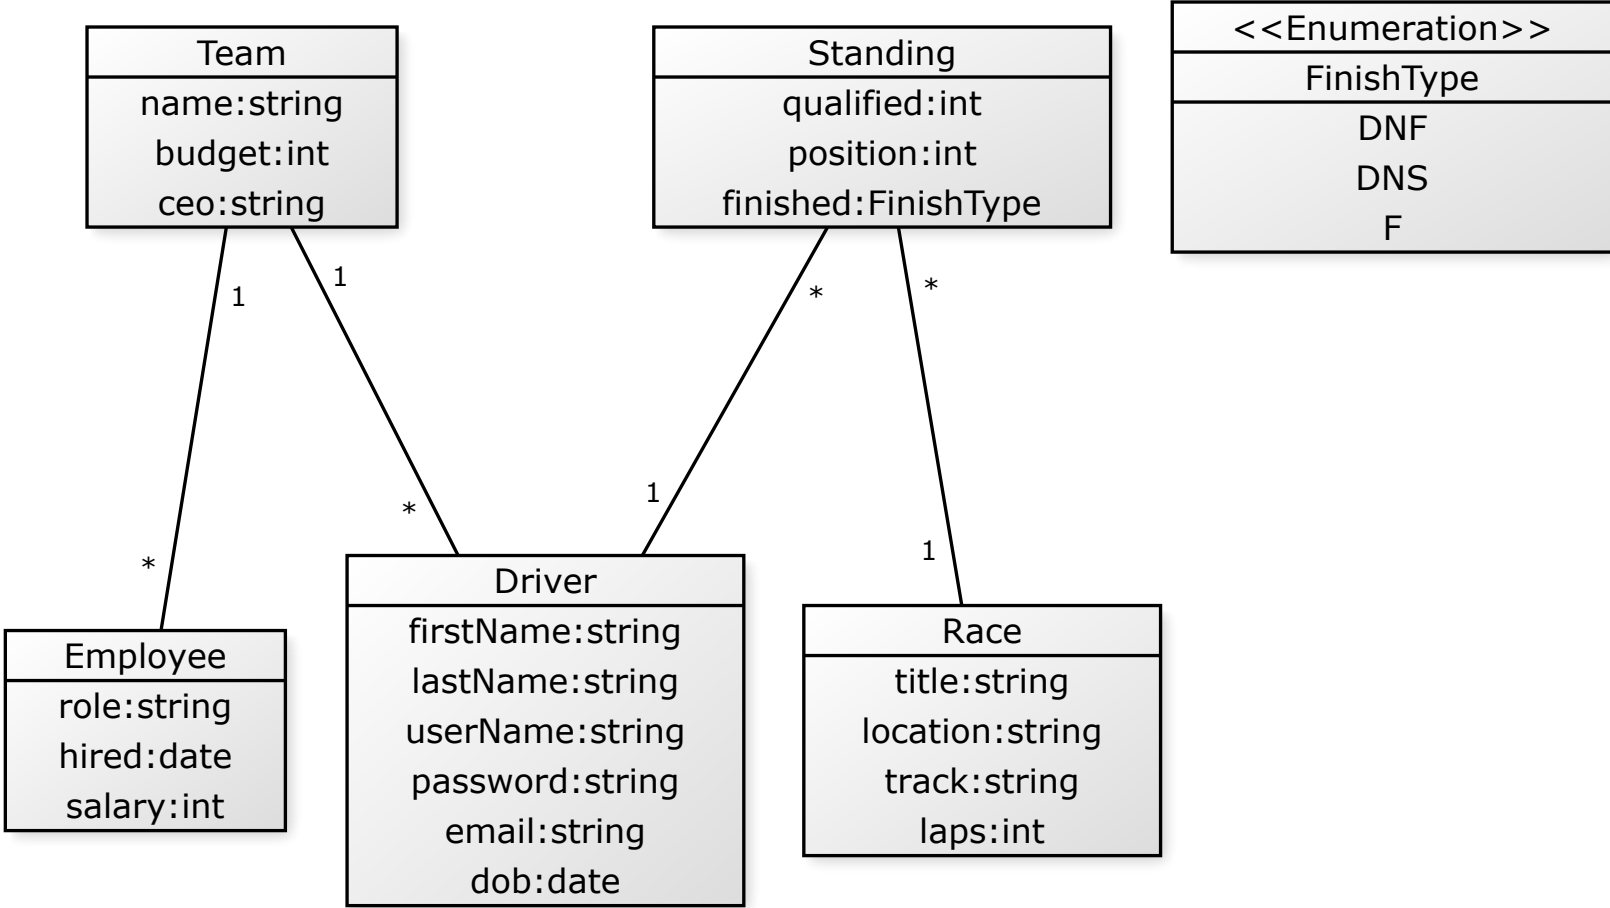 Team
name:string
budget:int
ceo:string
Standing
qualified:int
position:int
finished:FinishType
<<Enumeration>>
FinishType
DNF
DNS
F
1
1
*
*
*
*
1
1
Employee
role:string
hired:date
salary:int
Driver
firstName:string
lastName:string
userName:string
password:string
email:string
dob:date
Race
title:string
location:string
track:string
laps:int